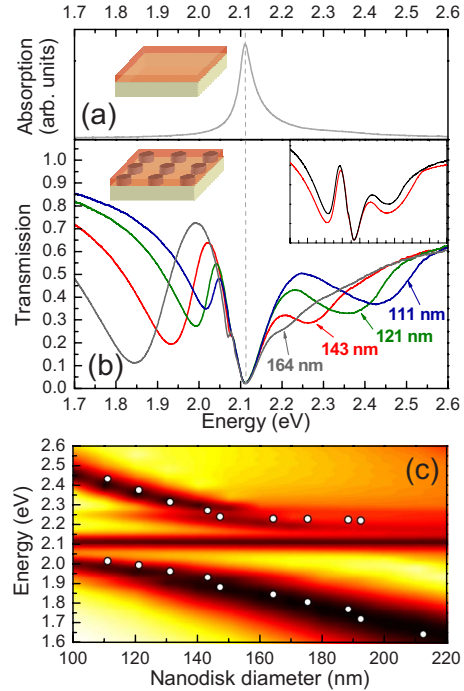 1.7 1.8 1.9 2.0 2.1 2.2 2.3 2.4 2.5 2.6
Absorption
(arb. units)
(a)
1.0
0.9
0.8
0.7
0.6
0.5
0.4
0.3
0.2
0.1
0.0
Transmission
(b)
111 nm
121 nm
143 nm
164 nm
1.7 1.8 1.9 2.0 2.1 2.2 2.3 2.4 2.5 2.6
Energy (eV)
(c)
2.6
2.5
2.4
2.3
2.2
2.1
2.0
1.9
1.8
1.7
1.6
Energy (eV)
100 120 140 160 180 200 220
Nanodisk diameter (nm)